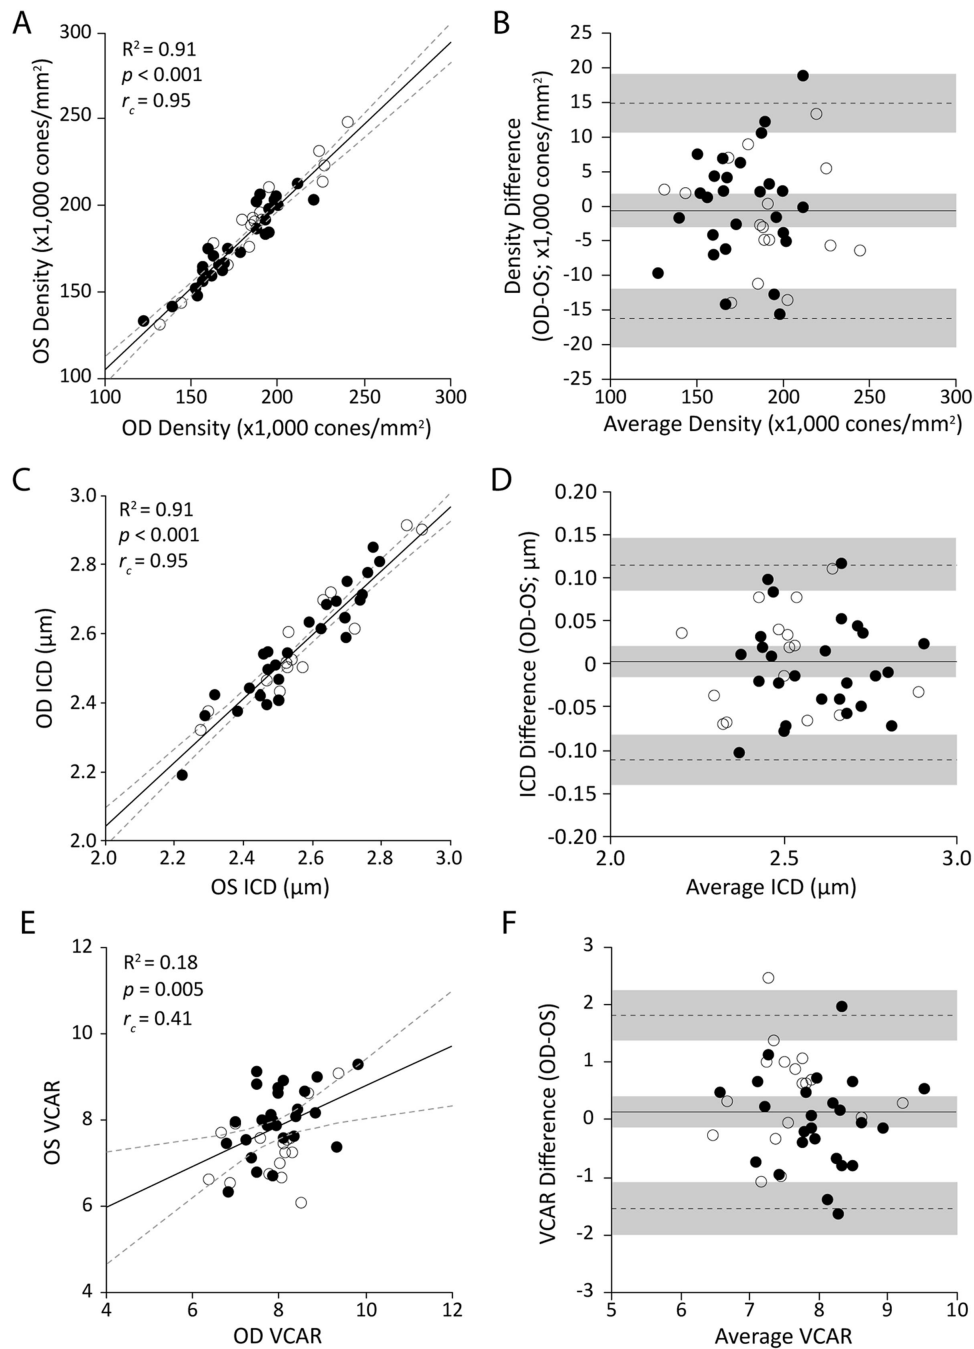 A
R² = 0.91
p < 0.001
r_c = 0.95
OS Density (x1,000 cones/mm²)
300
250
200
150
100
100 150 200 250 300
OD Density (x1,000 cones/mm²)
B
Density Difference
(OD-OS; x1,000 cones/mm²)
25
20
15
10
5
0
-5
-10
-15
-20
-25
100 150 200 250 300
Average Density (x1,000 cones/mm²)
C
R² = 0.91
p < 0.001
r_c = 0.95
OD ICD (µm)
3.0
2.8
2.6
2.4
2.2
2.0
2.0 2.2 2.4 2.6 2.8 3.0
OS ICD (µm)
D
ICD Difference (OD-OS; µm)
0.20
0.15
0.10
0.05
0
-0.05
-0.10
-0.15
-0.20
2.0 2.5 3.0
Average ICD (µm)
E
R² = 0.18
p = 0.005
r_c = 0.41
OS VCAR
12
10
8
6
4
4 6 8 10 12
OD VCAR
F
VCAR Difference (OD-OS)
3
2
1
0
-1
-2
-3
5 6 7 8 9 10
Average VCAR